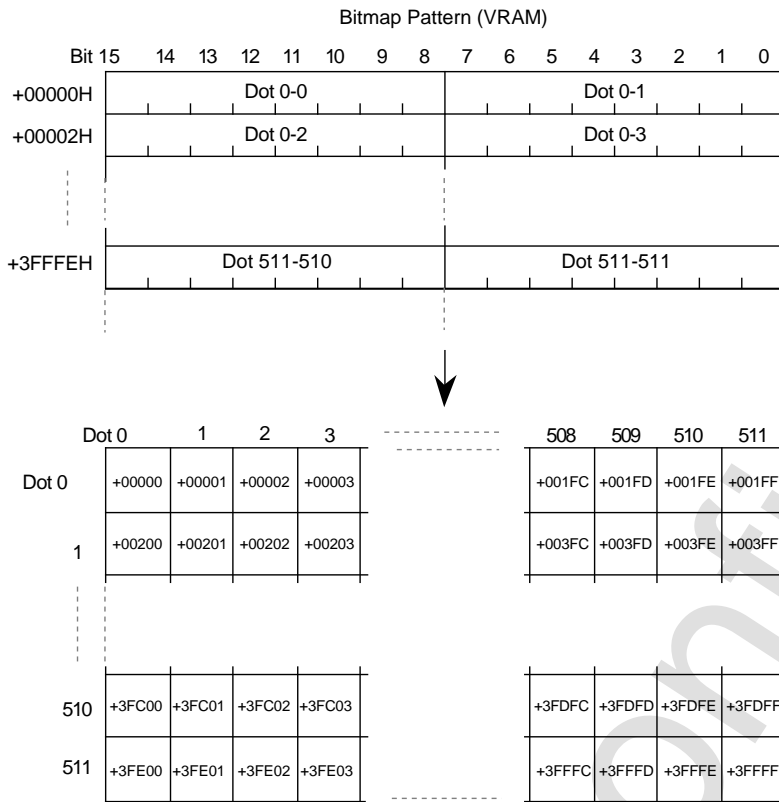 Bitmap Pattern (VRAM)
Bit 15 14 13 12 11 10 9 8 7 6 5 4 3 2 1 0
+00000H Dot 0-0 Dot 0-1
+00002H Dot 0-2 Dot 0-3
+3FFFEH Dot 511-510 Dot 511-511
Dot 0 1 2 3 508 509 510 511
Dot 0 +00000 +00001 +00002 +00003 +001FC +001FD +001FE +001FF
1 +00200 +00201 +00202 +00203 +003FC +003FD +003FE +003FF
510 +3FC00 +3FC01 +3FC02 +3FC03 +3FDFC +3FDFD +3FDFE +3FDFF
511 +3FE00 +3FE01 +3FE02 +3FE03 +3FFFC +3FFFD +3FFFE +3FFFF